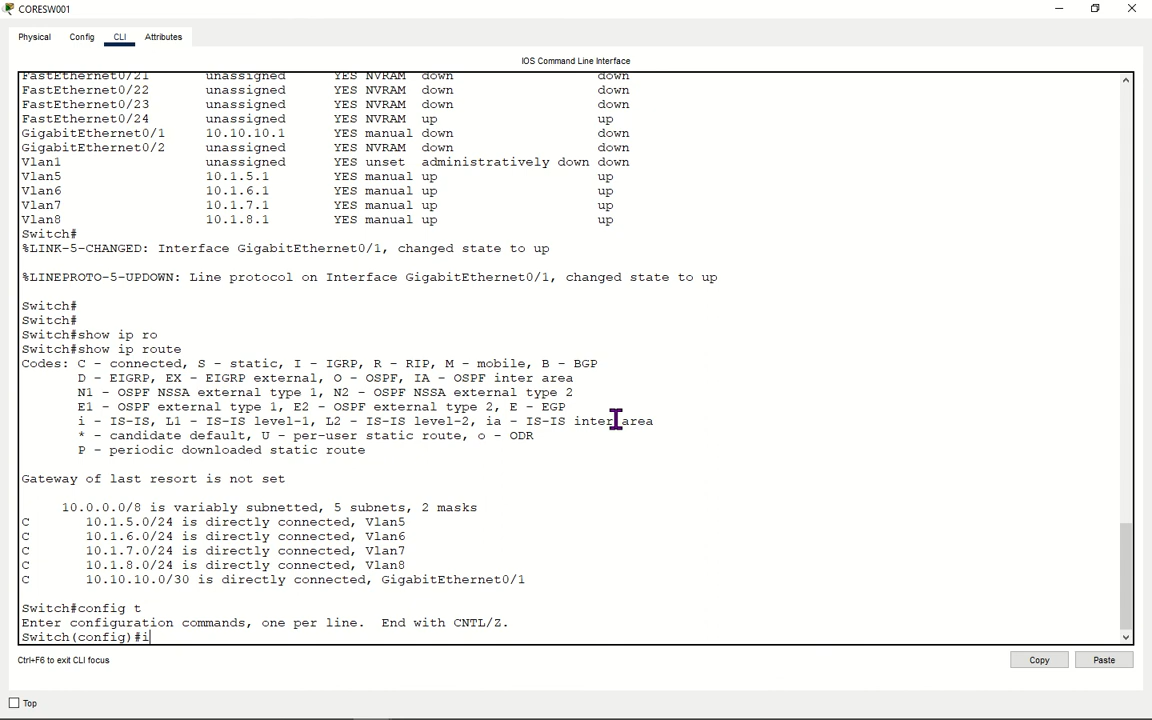 CORESW001
Physical Config CLI Attributes
IOS Command Line Interface
FastEthernet0/21 unassigned YES NVRAM down down
FastEthernet0/22 unassigned YES NVRAM down down
FastEthernet0/23 unassigned YES NVRAM down down
FastEthernet0/24 unassigned YES NVRAM up up
GigabitEthernet0/1 10.10.10.1 YES manual down down
GigabitEthernet0/2 unassigned YES NVRAM down down
Vlan1 unassigned YES unset administratively down down
Vlan5 10.1.5.1 YES manual up up
Vlan6 10.1.6.1 YES manual up up
Vlan7 10.1.7.1 YES manual up up
Vlan8 10.1.8.1 YES manual up up
Switch#
%LINK-5-CHANGED: Interface GigabitEthernet0/1, changed state to up
%LINEPROTO-5-UPDOWN: Line protocol on Interface GigabitEthernet0/1, changed state to up
Switch#
Switch#
Switch#show ip ro
Switch#show ip route
Codes: C - connected, S - static, I - IGRP, R - RIP, M - mobile, B - BGP
D - EIGRP, EX - EIGRP external, O - OSPF, IA - OSPF inter area
N1 - OSPF NSSA external type 1, N2 - OSPF NSSA external type 2
E1 - OSPF external type 1, E2 - OSPF external type 2, E - EGP
i - IS-IS, L1 - IS-IS level-1, L2 - IS-IS level-2, ia - IS-IS inter area
* - candidate default, U - per-user static route, o - ODR
P - periodic downloaded static route
Gateway of last resort is not set
10.0.0.0/8 is variably subnetted, 5 subnets, 2 masks
C 10.1.5.0/24 is directly connected, Vlan5
C 10.1.6.0/24 is directly connected, Vlan6
C 10.1.7.0/24 is directly connected, Vlan7
C 10.1.8.0/24 is directly connected, Vlan8
C 10.10.10.0/30 is directly connected, GigabitEthernet0/1
Switch#config t
Enter configuration commands, one per line. End with CNTL/Z.
Switch(config)#i
Ctrl+F6 to exit CLI focus
Copy Paste
Top